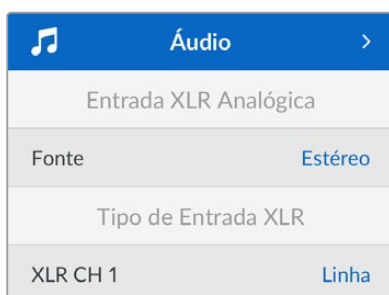 Áudio
Entrada XLR Analógica
Fonte Estéreo
Tipo de Entrada XLR
XLR CH 1 Linha